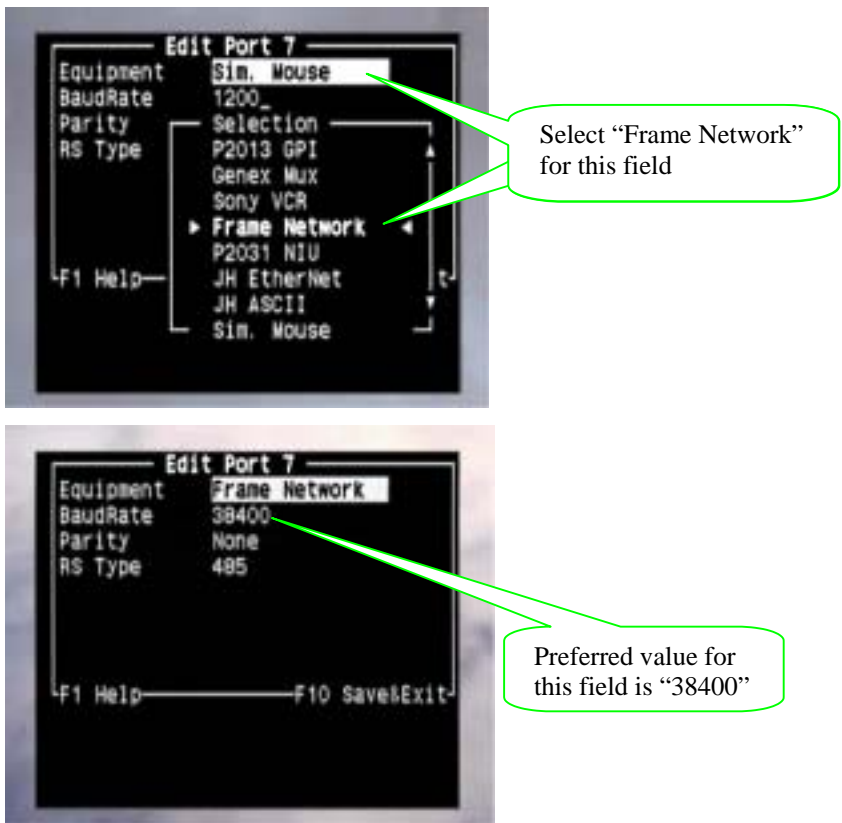 Edit Port 7
Equipment Sim. Mouse
BaudRate 1200_
Parity Selection
RS Type P2013 GPI
Genex Mux
Sony VCR
Frame Network
P2031 NIU
F1 Help JH EtherNet t
JH ASCII
Sim. Mouse
Select “Frame Network”
for this field
Edit Port 7
Equipment Frame Network
BaudRate 38400
Parity None
RS Type 485
F1 Help F10 Save&Exit
Preferred value for
this field is “38400”